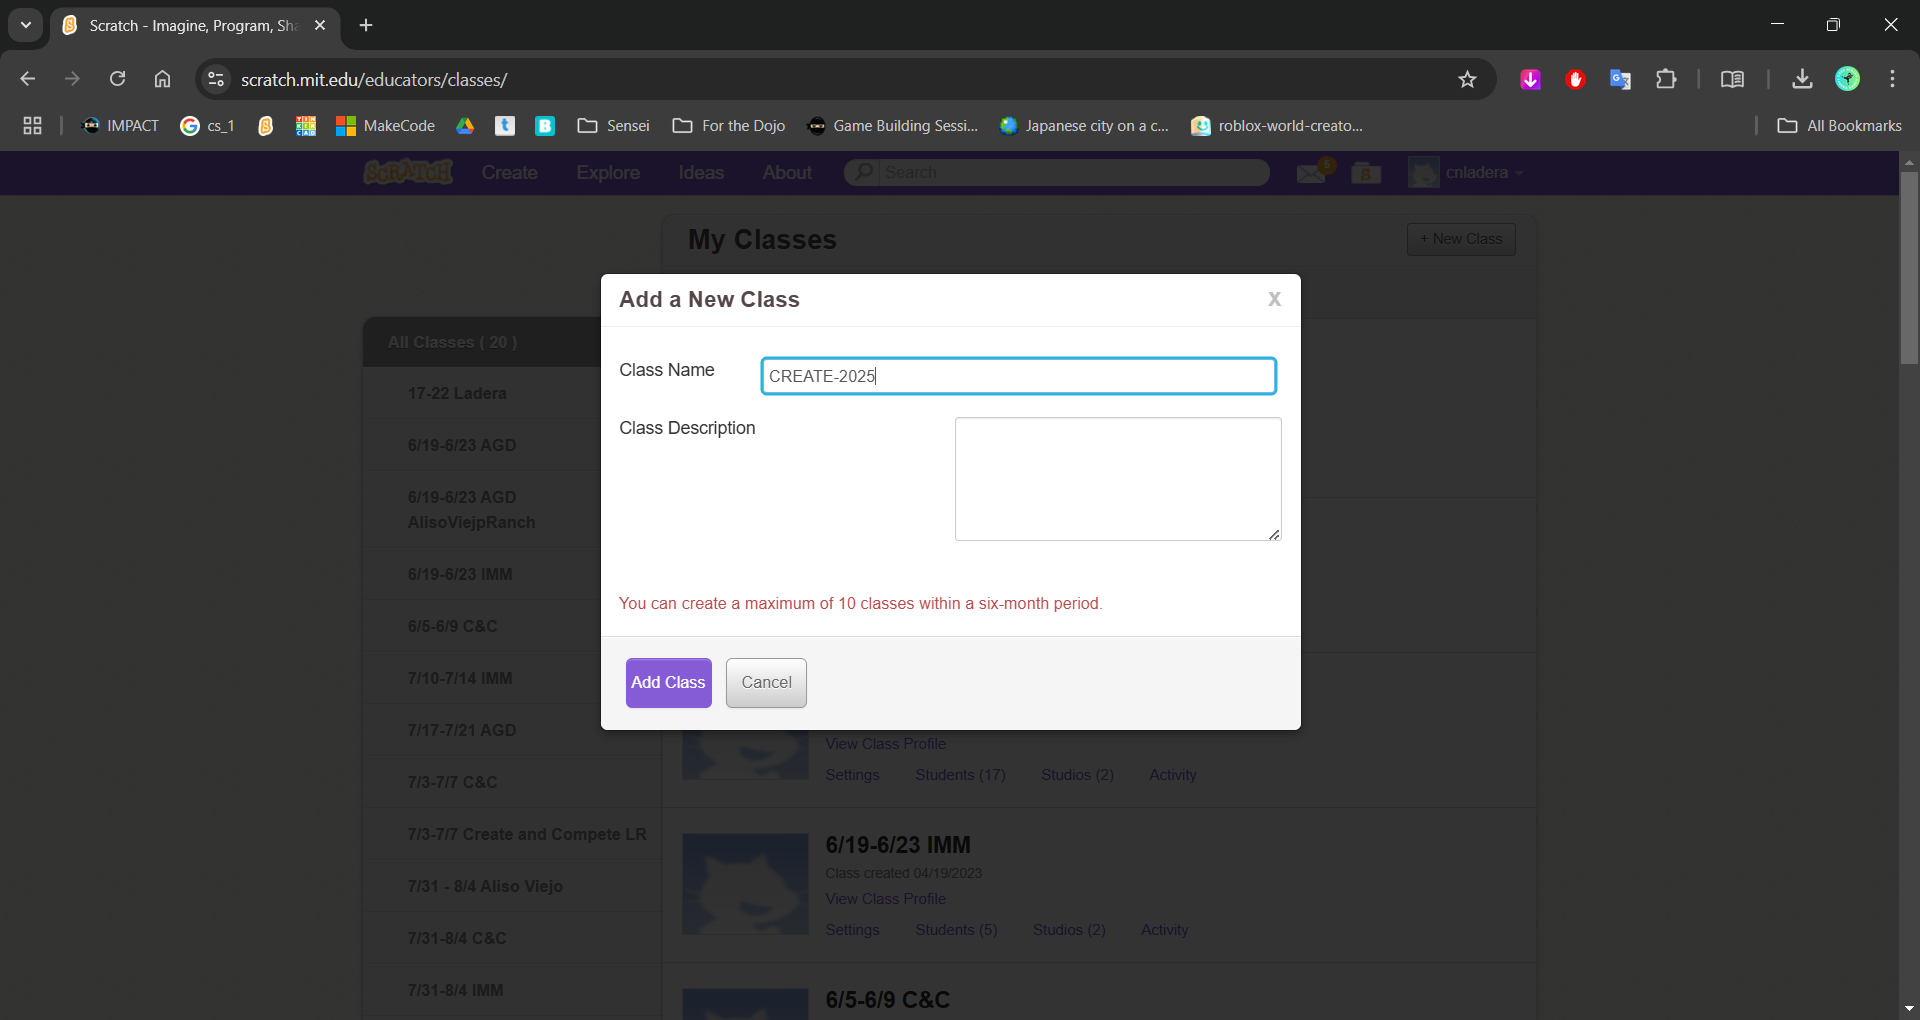 Scratch - Imagine, Program, Sha
scratch.mit.edu/educators/classes/
IMPACT
cs_1
MakeCode
Sensei
For the Dojo
Game Building Sessi...
Japanese city on a c...
roblox-world-creato...
All Bookmarks
SCRATCH
Create
Explore
Ideas
About
Search
5
cnladera
My Classes
+ New Class
Add a New Class
X
Class Name
CREATE-2025
Class Description
You can create a maximum of 10 classes within a six-month period.
Add Class
Cancel
All Classes ( 20 )
17-22 Ladera
6/19-6/23 AGD
6/19-6/23 AGD
AlisoViejpRanch
6/19-6/23 IMM
6/5-6/9 C&C
7/10-7/14 IMM
7/17-7/21 AGD
7/3-7/7 C&C
7/3-7/7 Create and Compete LR
7/31 - 8/4 Aliso Viejo
7/31-8/4 C&C
7/31-8/4 IMM
View Class Profile
Settings
Students (17)
Studios (2)
Activity
6/19-6/23 IMM
Class created 04/19/2023
View Class Profile
Settings
Students (5)
Studios (2)
Activity
6/5-6/9 C&C